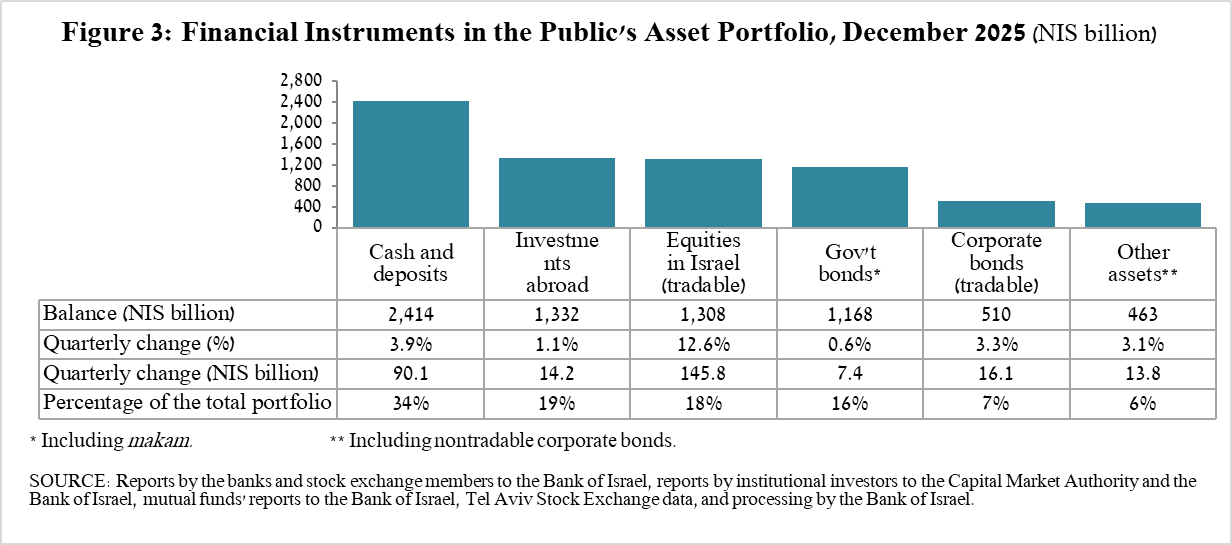 Figure 3: Financial Instruments in the Public's Asset Portfolio, December 2025 (NIS billion)
2,800
2,400
2,000
1,600
1,200
800
400
0
Cash and deposits
Investme nts abroad
Equities in Israel (tradable)
Gov't bonds*
Corporate bonds (tradable)
Other assets**
Balance (NIS billion) 2,414 1,332 1,308 1,168 510 463
Quarterly change (%) 3.9% 1.1% 12.6% 0.6% 3.3% 3.1%
Quarterly change (NIS billion) 90.1 14.2 145.8 7.4 16.1 13.8
Percentage of the total portfolio 34% 19% 18% 16% 7% 6%
* Including makam. ** Including nontradable corporate bonds.
SOURCE: Reports by the banks and stock exchange members to the Bank of Israel, reports by institutional investors to the Capital Market Authority and the
Bank of Israel, mutual funds' reports to the Bank of Israel, Tel Aviv Stock Exchange data, and processing by the Bank of Israel.